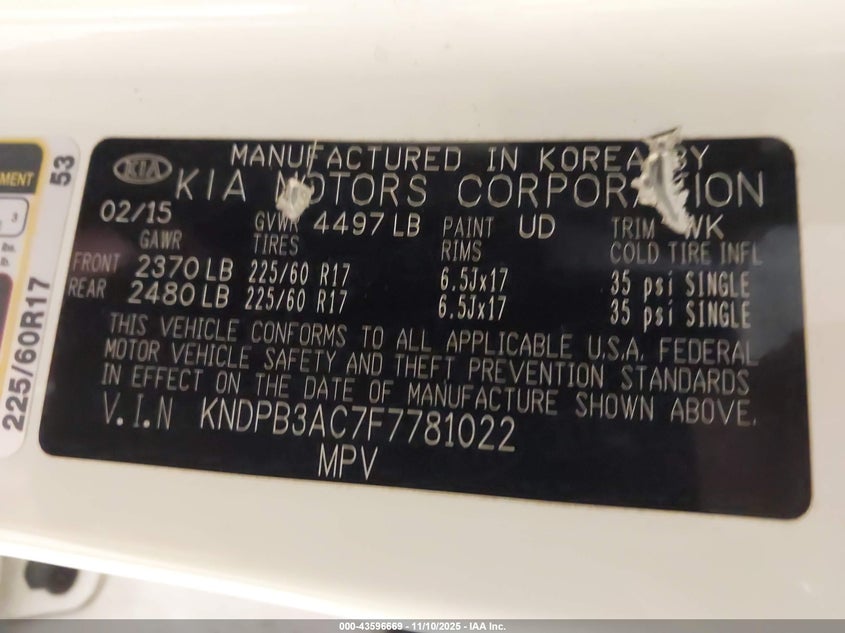 MENT
3
53
225/60R17
KIA
MANUFACTURED IN KOREA BY
KIA MOTORS CORPORATION
02/15 GVWR 4497 LB PAINT UD TRIM WK
GAWR TIRES RIMS COLD TIRE INFL
FRONT 2370 LB 225/60 R17 6.5Jx17 35 psi SINGLE
REAR 2480 LB 225/60 R17 6.5Jx17 35 psi SINGLE
THIS VEHICLE CONFORMS TO ALL APPLICABLE U.S.A. FEDERAL
MOTOR VEHICLE SAFETY AND THEFT PREVENTION STANDARDS
IN EFFECT ON THE DATE OF MANUFACTURE SHOWN ABOVE.
V.I.N KNDPB3AC7F7781022
MPV
000-43596669 - 11/10/2025 - IAA Inc.